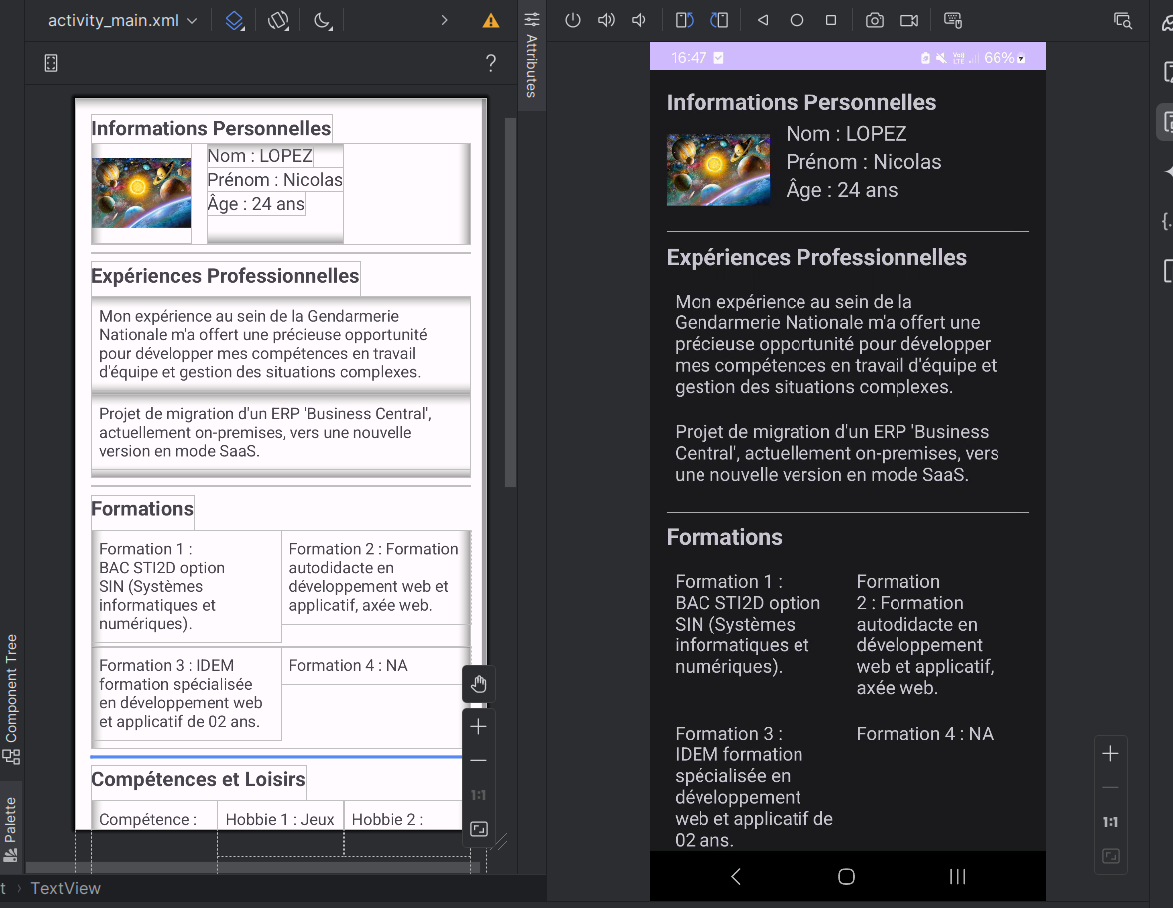 activity_main.xml
Attributes
?
Informations Personnelles
Nom : LOPEZ
Prénom : Nicolas
Âge : 24 ans
Expériences Professionnelles
Mon expérience au sein de la Gendarmerie
Nationale m'a offert une précieuse opportunité
pour développer mes compétences en travail
d'équipe et gestion des situations complexes.
Projet de migration d'un ERP 'Business Central',
actuellement on-premises, vers une nouvelle
version en mode SaaS.
Formations
Formation 1 :
BAC STI2D option
SIN (Systèmes
informatiques et
numériques).
Formation 2 : Formation
autodidacte en
développement web et
applicatif, axée web.
Formation 3 : IDEM
formation spécialisée
en développement web
et applicatif de 02 ans.
Formation 4 : NA
Compétences et Loisirs
Compétence :
Hobbie 1 : Jeux
Hobbie 2 :
1:1
Component Tree
Palette
t › TextView
16:47
Vo)) LTE
66%
Informations Personnelles
Nom : LOPEZ
Prénom : Nicolas
Âge : 24 ans
Expériences Professionnelles
Mon expérience au sein de la
Gendarmerie Nationale m'a offert une
précieuse opportunité pour développer
mes compétences en travail d'équipe et
gestion des situations complexes.
Projet de migration d'un ERP 'Business
Central', actuellement on-premises, vers
une nouvelle version en mode SaaS.
Formations
Formation 1 :
BAC STI2D option
SIN (Systèmes
informatiques et
numériques).
Formation
2 : Formation
autodidacte en
développement
web et applicatif,
axée web.
Formation 3 :
IDEM formation
spécialisée en
développement
web et applicatif de
02 ans.
Formation 4 : NA
1:1